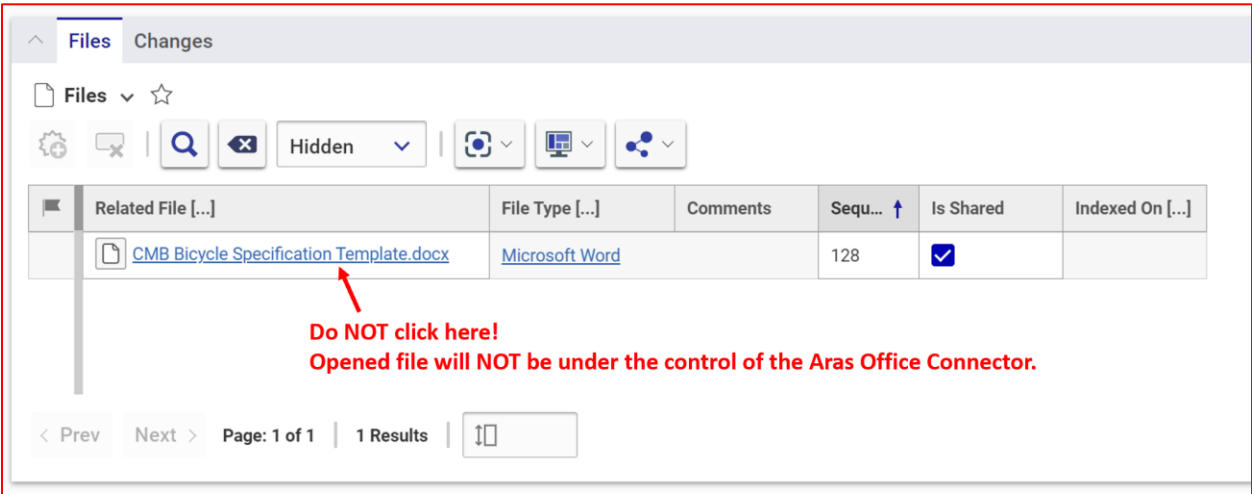 Files Changes
Files
Hidden
Related File [...] File Type [...] Comments Sequ... Is Shared Indexed On [...]
CMB Bicycle Specification Template.docx Microsoft Word 128
Do NOT click here!
Opened file will NOT be under the control of the Aras Office Connector.
< Prev Next > Page: 1 of 1 1 Results